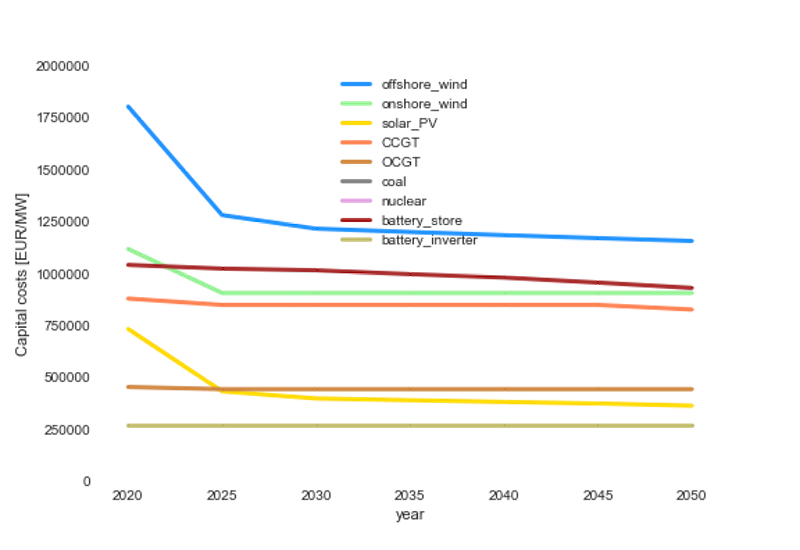 2000000
1750000
1500000
1250000
1000000
750000
500000
250000
0
Capital costs [EUR/MW]
offshore_wind
onshore_wind
solar_PV
CCGT
OCGT
coal
nuclear
battery_store
battery_inverter
2020 2025 2030 2035 2040 2045 2050
year